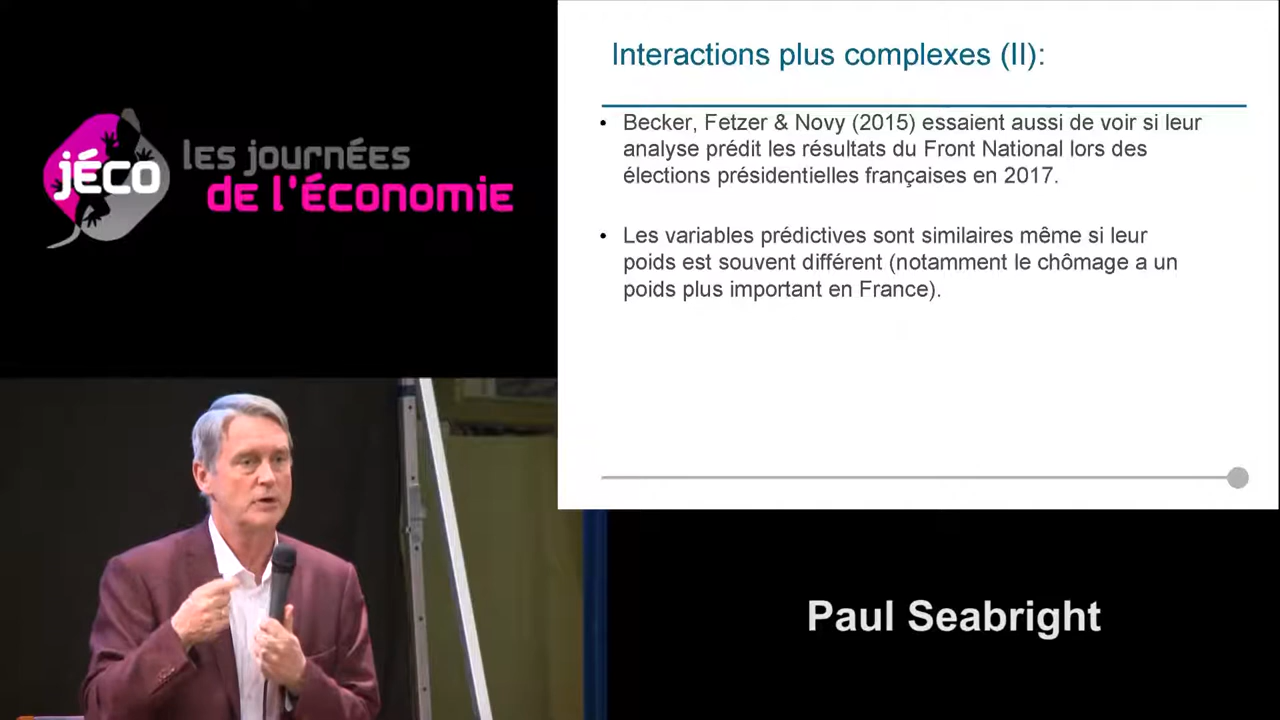 jéco
les journées
de l'économie
Interactions plus complexes (II):
• Becker, Fetzer & Novy (2015) essaient aussi de voir si leur
analyse prédit les résultats du Front National lors des
élections présidentielles françaises en 2017.
• Les variables prédictives sont similaires même si leur
poids est souvent différent (notamment le chômage a un
poids plus important en France).
Paul Seabright